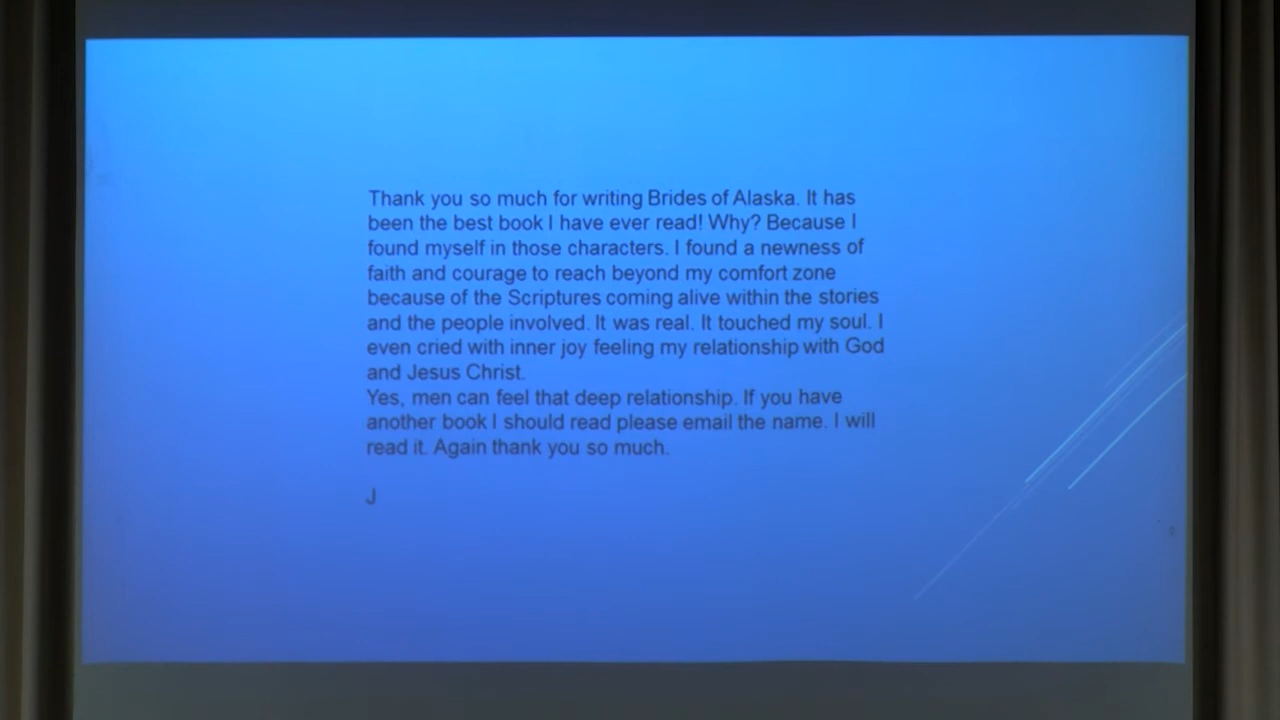 Thank you so much for writing Brides of Alaska. It has
been the best book I have ever read! Why? Because I
found myself in those characters. I found a newness of
faith and courage to reach beyond my comfort zone
because of the Scriptures coming alive within the stories
and the people involved. It was real. It touched my soul. I
even cried with inner joy feeling my relationship with God
and Jesus Christ.
Yes, men can feel that deep relationship. If you have
another book I should read please email the name. I will
read it. Again thank you so much.
J